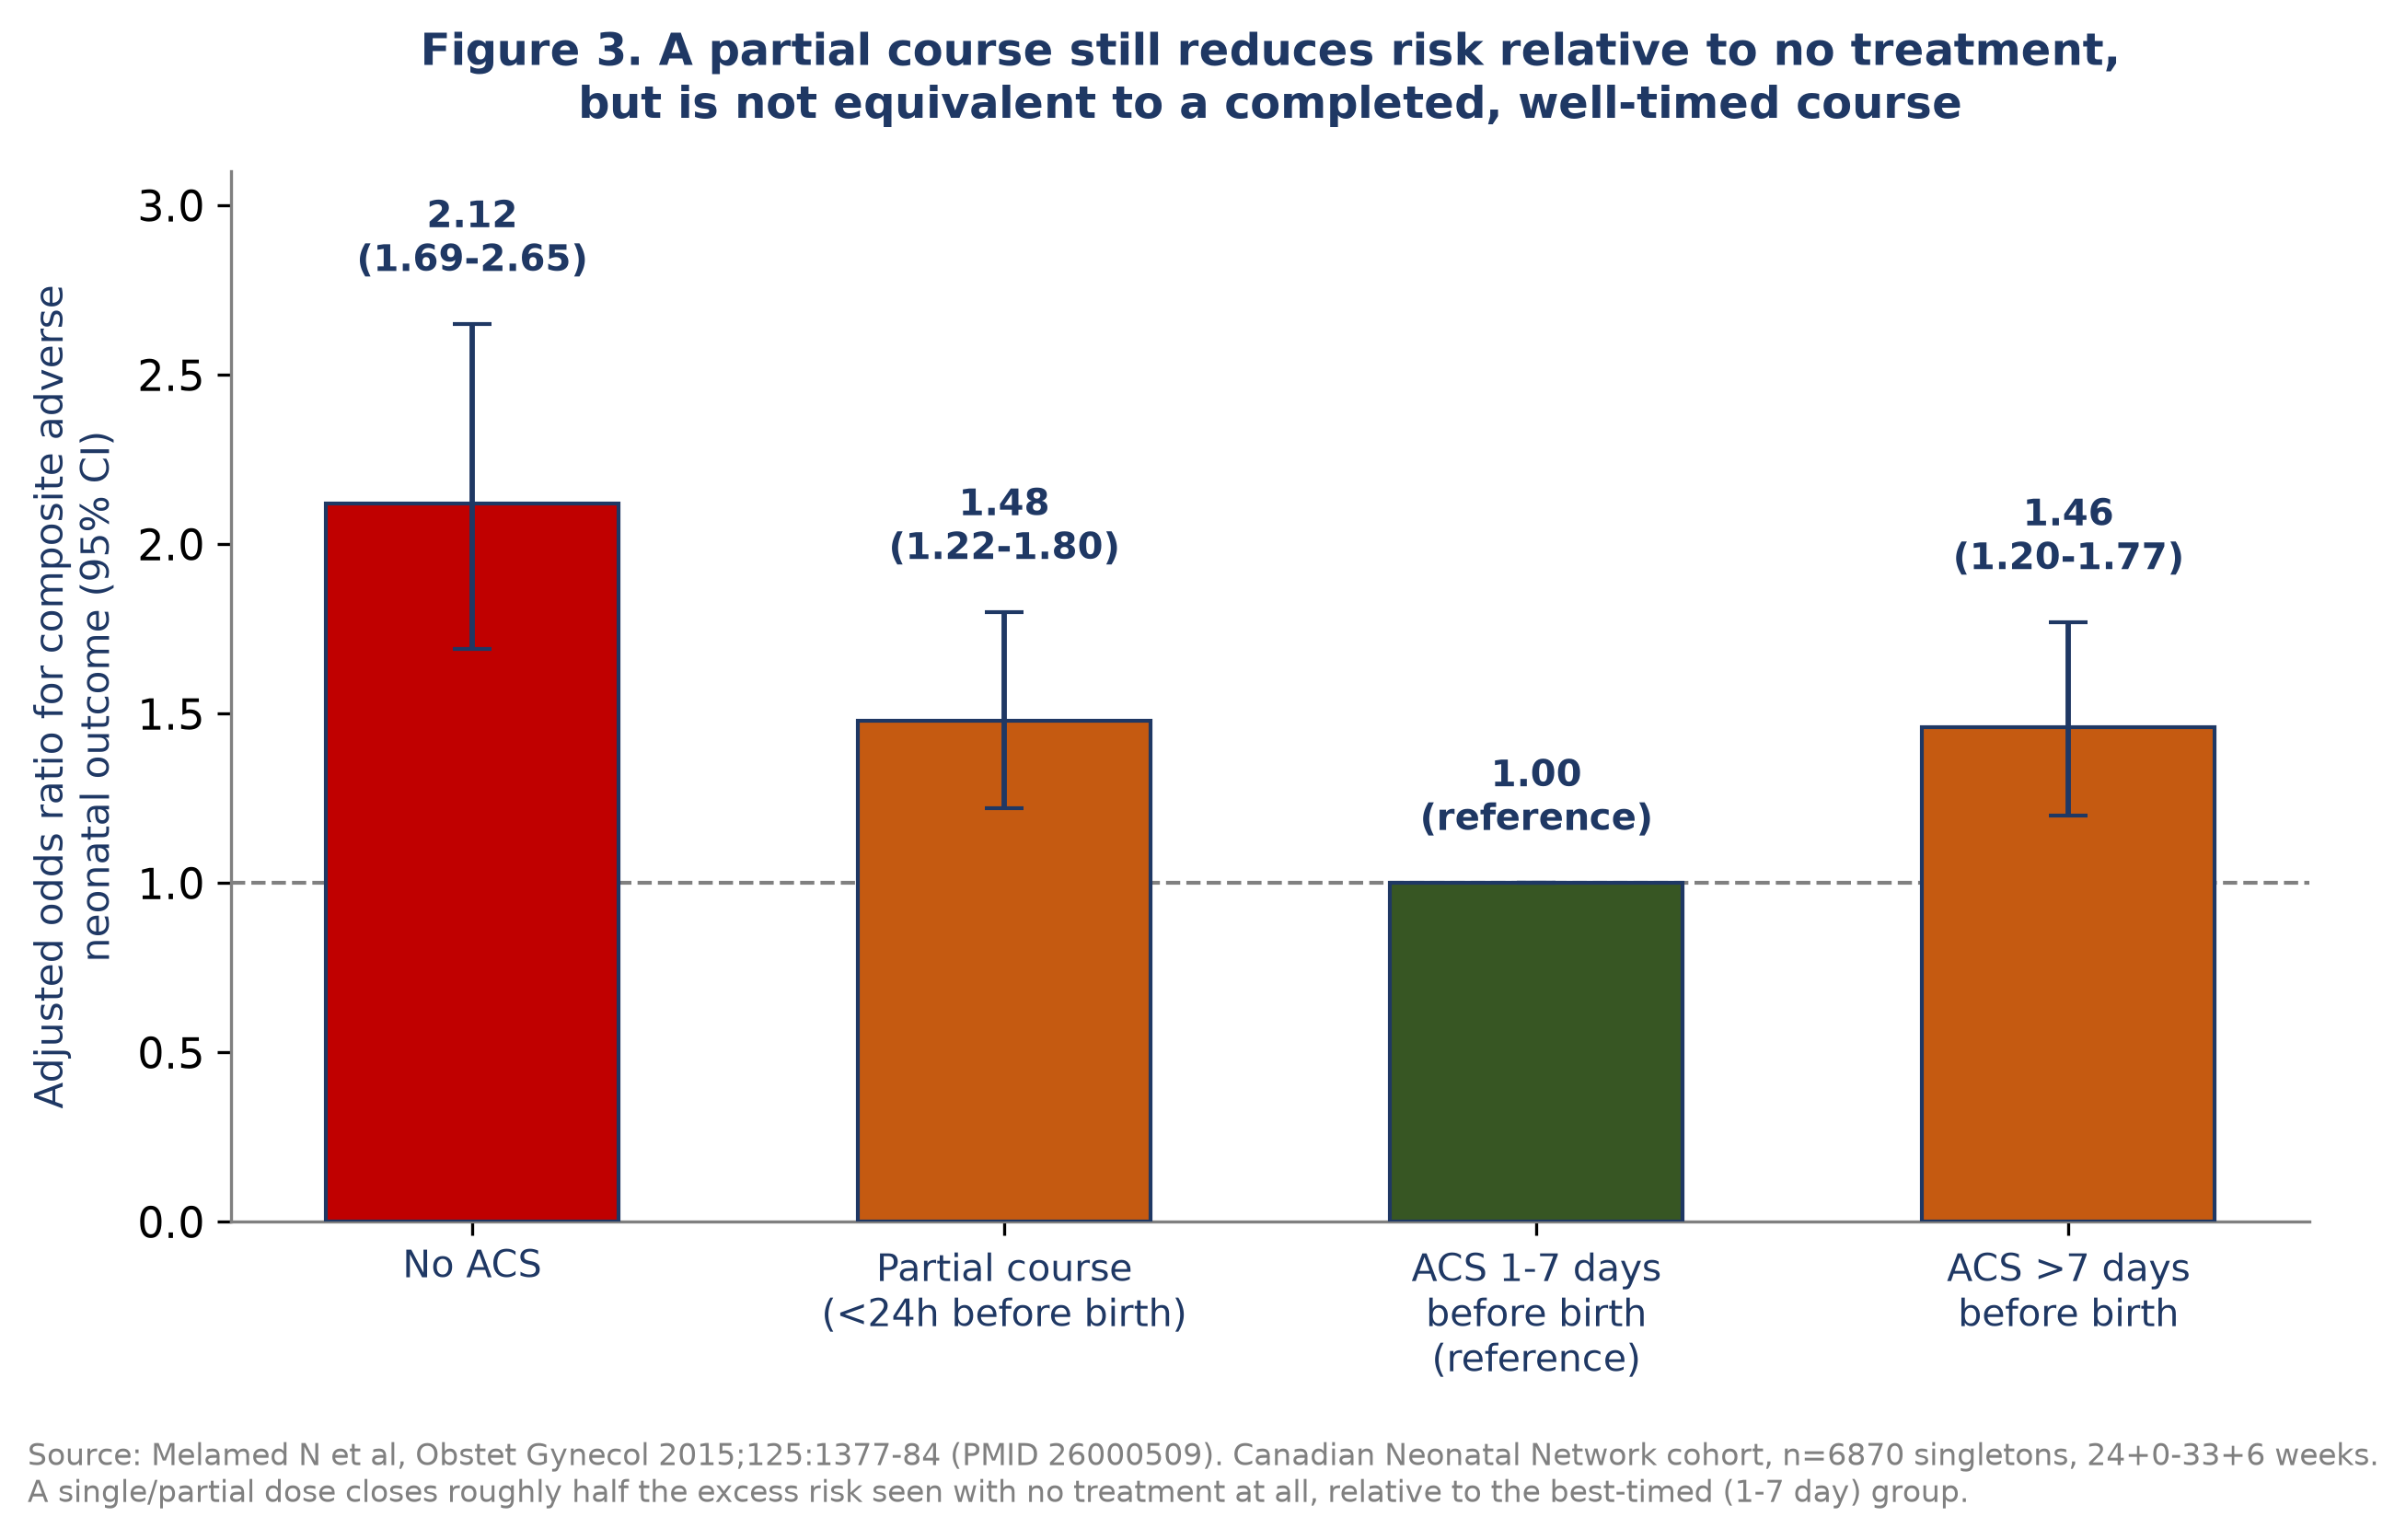 Figure 3. A partial course still reduces risk relative to no treatment,
but is not equivalent to a completed, well-timed course
Adjusted odds ratio for composite adverse
neonatal outcome (95% CI)
3.0
2.5
2.0
1.5
1.0
0.5
0.0
2.12
(1.69-2.65)
1.48
(1.22-1.80)
1.00
(reference)
1.46
(1.20-1.77)
No ACS
Partial course
(<24h before birth)
ACS 1-7 days
before birth
(reference)
ACS >7 days
before birth
Source: Melamed N et al, Obstet Gynecol 2015;125:1377-84 (PMID 26000509). Canadian Neonatal Network cohort, n=6870 singletons, 24+0-33+6 weeks.
A single/partial dose closes roughly half the excess risk seen with no treatment at all, relative to the best-timed (1-7 day) group.